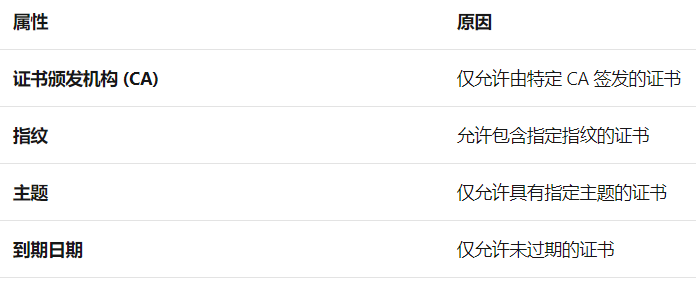 属性 原因
证书颁发机构 (CA) 仅允许由特定 CA 签发的证书
指纹 允许包含指定指纹的证书
主题 仅允许具有指定主题的证书
到期日期 仅允许未过期的证书